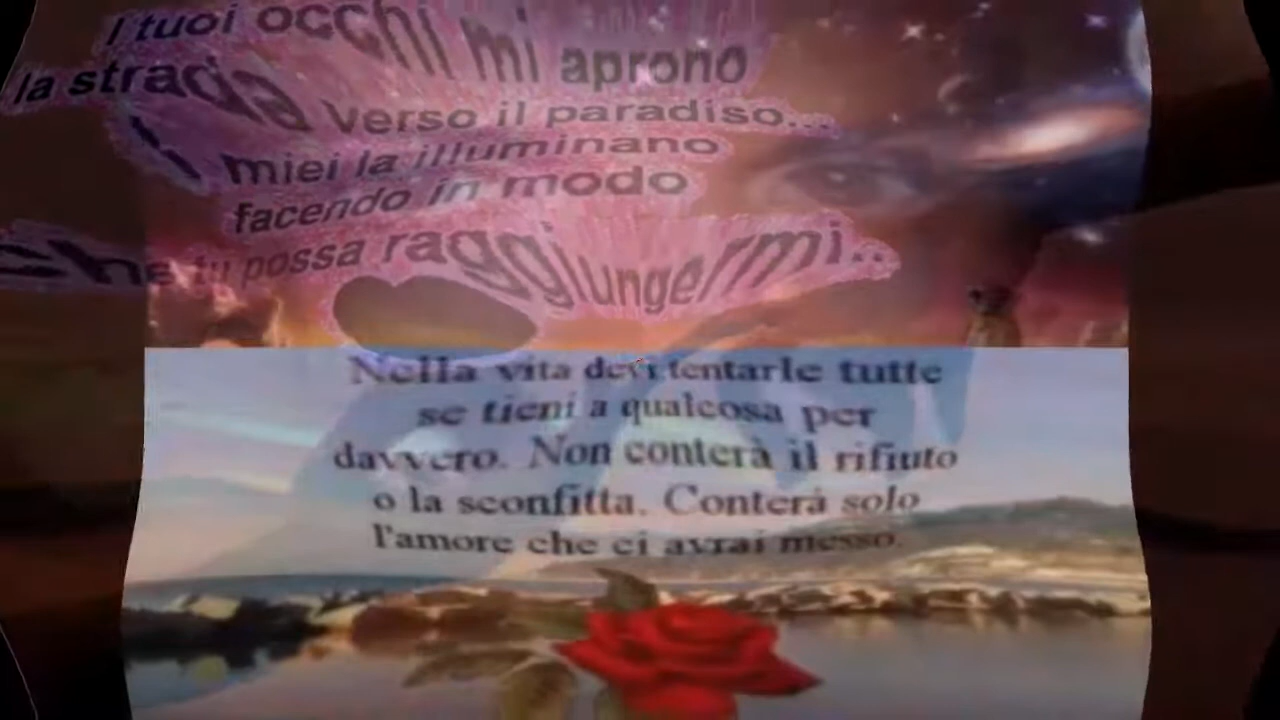 I tuoi occhi mi aprono
la strada verso il paradiso...
I miei la illuminano
facendo in modo
che tu possa raggiungermi...
Nella vita devi tentarle tutte
se tieni a qualcosa per
davvero. Non conterà il rifiuto
o la sconfitta. Conterà solo
l'amore che ci avrai messo.